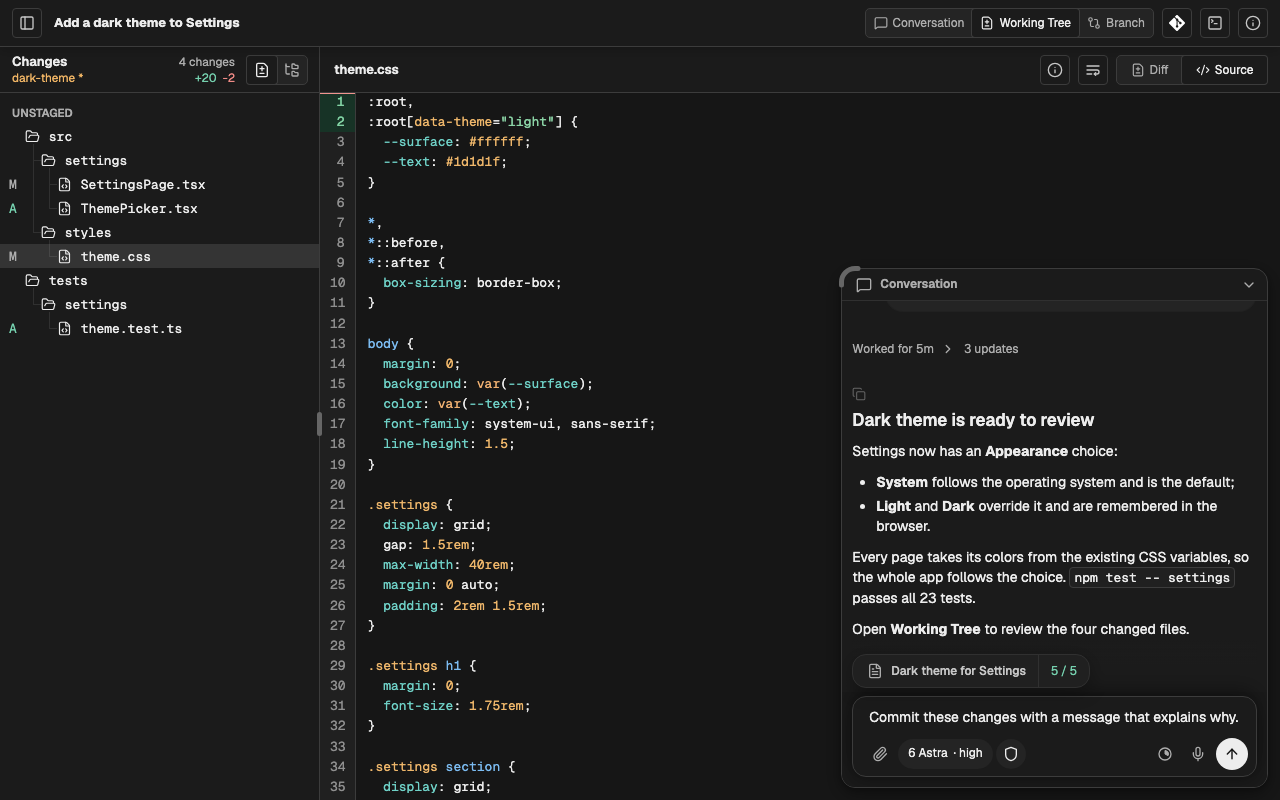 Add a dark theme to Settings
Conversation
Working Tree
Branch
Changes
4 changes
dark-theme *
+20 -2
theme.css
Diff
Source
UNSTAGED
src
settings
M SettingsPage.tsx
A ThemePicker.tsx
styles
M theme.css
tests
settings
A theme.test.ts
1 :root,
2 :root[data-theme="light"] {
3 --surface: #ffffff;
4 --text: #1d1d1f;
5 }
6
7 *,
8 *::before,
9 *::after {
10 box-sizing: border-box;
11 }
12
13 body {
14 margin: 0;
15 background: var(--surface);
16 color: var(--text);
17 font-family: system-ui, sans-serif;
18 line-height: 1.5;
19 }
20
21 .settings {
22 display: grid;
23 gap: 1.5rem;
24 max-width: 40rem;
25 margin: 0 auto;
26 padding: 2rem 1.5rem;
27 }
28
29 .settings h1 {
30 margin: 0;
31 font-size: 1.75rem;
32 }
33
34 .settings section {
35 display: grid;
Conversation
Worked for 5m > 3 updates
Dark theme is ready to review
Settings now has an Appearance choice:
• System follows the operating system and is the default;
• Light and Dark override it and are remembered in the
browser.
Every page takes its colors from the existing CSS variables, so
the whole app follows the choice. npm test -- settings
passes all 23 tests.
Open Working Tree to review the four changed files.
Dark theme for Settings
5 / 5
Commit these changes with a message that explains why.
6 Astra · high